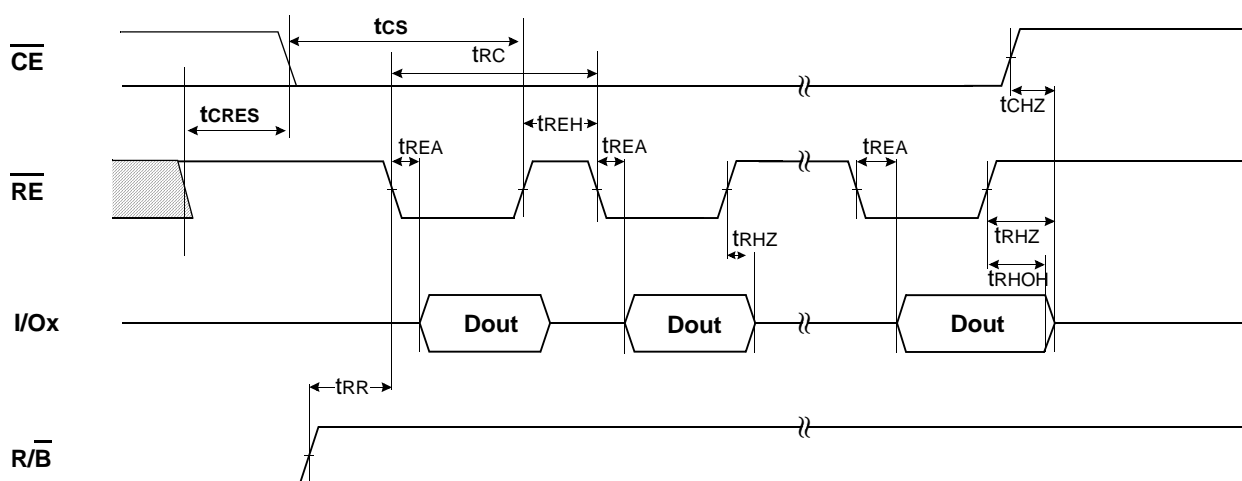 tCS
CE
tRC
tCHZ
tCRES
tREH
tREA
tREA
tREA
RE
tRHZ
tRHZ
tRHOH
I/Ox
Dout
Dout
Dout
tRR
R/B